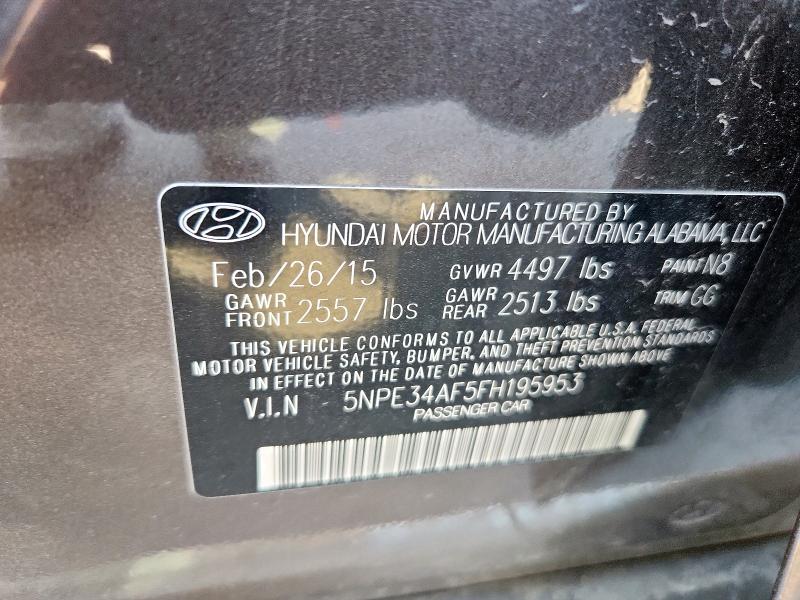 MANUFACTURED BY
HYUNDAI MOTOR MANUFACTURING ALABAMA, LLC
Feb/26/15 GVWR 4497 lbs PAINT N8
GAWR FRONT 2557 lbs GAWR REAR 2513 lbs TRIM GG
THIS VEHICLE CONFORMS TO ALL APPLICABLE U.S.A. FEDERAL
MOTOR VEHICLE SAFETY, BUMPER, AND THEFT PREVENTION STANDARDS
IN EFFECT ON THE DATE OF MANUFACTURE SHOWN ABOVE
V.I.N 5NPE34AF5FH195953
PASSENGER CAR